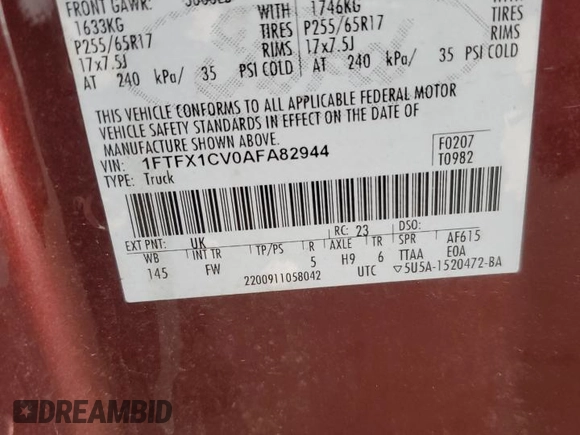 FRONT GAWR:
1633KG WITH 1746KG WITH
P255/65R17 TIRES P255/65R17 TIRES
17x7.5J RIMS 17x7.5J RIMS
AT 240 kPa/ 35 PSI COLD AT 240 kPa/ 35 PSI COLD
THIS VEHICLE CONFORMS TO ALL APPLICABLE FEDERAL MOTOR
VEHICLE SAFETY STANDARDS IN EFFECT ON THE DATE OF
MANUFACTURE SHOWN ABOVE.
VIN: 1FTFX1CV0AFA82944 F0207
TYPE: Truck T0982
EXT PNT: UK RC: 23 DSO:
WB INT TR TP/PS R AXLE TR SPR AF615
145 FW 5 H9 6 TTAA E0A
2200911058042 UTC ▽5U5A-1520472-BA
DREAMBID